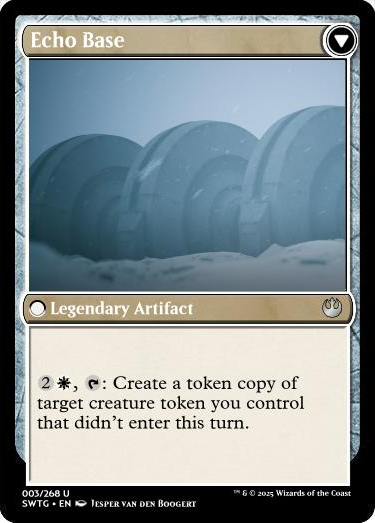 Echo Base
Legendary Artifact
2, : Create a token copy of
target creature token you control
that didn't enter this turn.
003/268 U
SWTG • EN Jesper van den Boogert
™ & © 2025 Wizards of the Coast